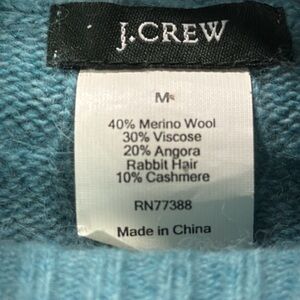 J.CREW
M
40% Merino Wool
30% Viscose
20% Angora
Rabbit Hair
10% Cashmere
RN77388
Made in China